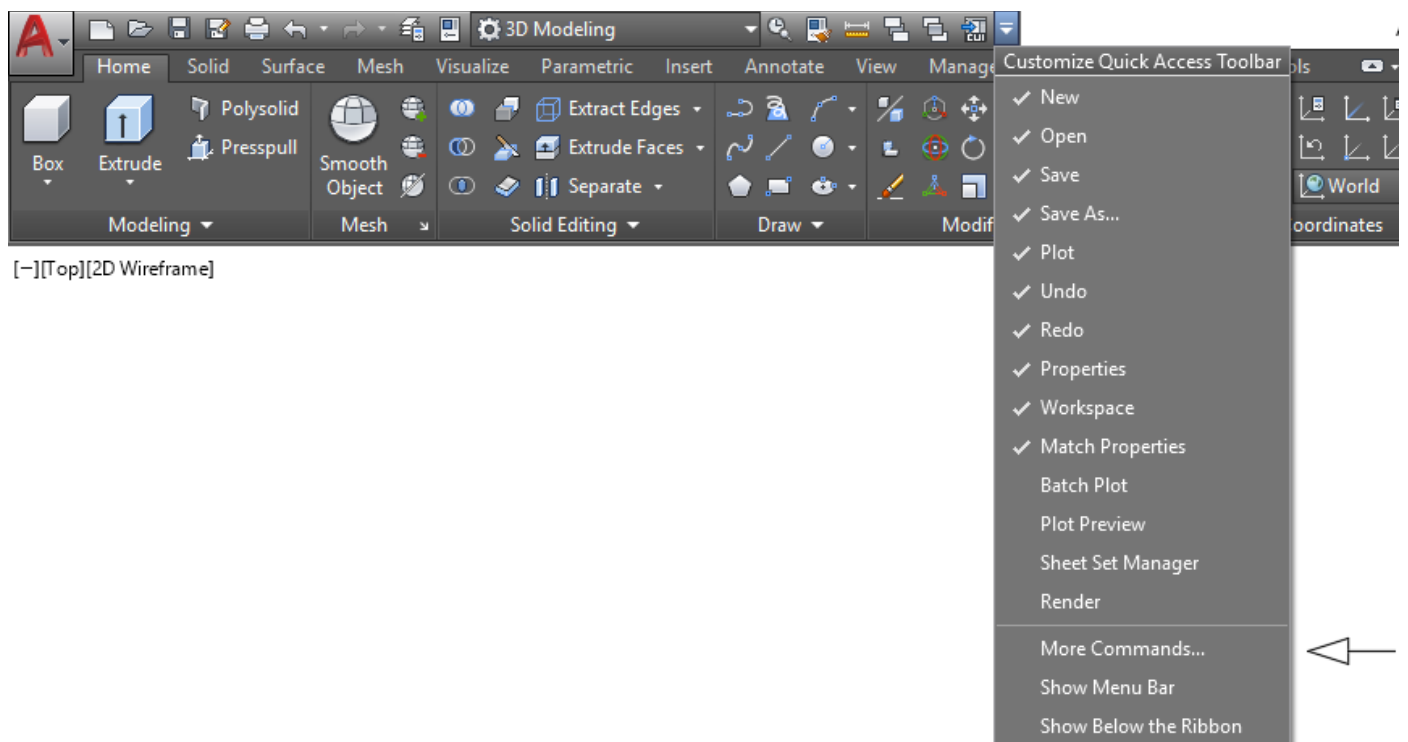 3D Modeling
CUI
Home Solid Surface Mesh Visualize Parametric Insert Annotate View Manage
Customize Quick Access Toolbar
New
Open
Save
Save As...
Plot
Undo
Redo
Properties
Workspace
Match Properties
Batch Plot
Plot Preview
Sheet Set Manager
Render
More Commands...
Show Menu Bar
Show Below the Ribbon
Box
Extrude
Polysolid
Presspull
Modeling
Smooth
Object
Mesh
Extract Edges
Extrude Faces
Separate
Solid Editing
Draw
Modif
World
oordinates
[−][Top][2D Wireframe]